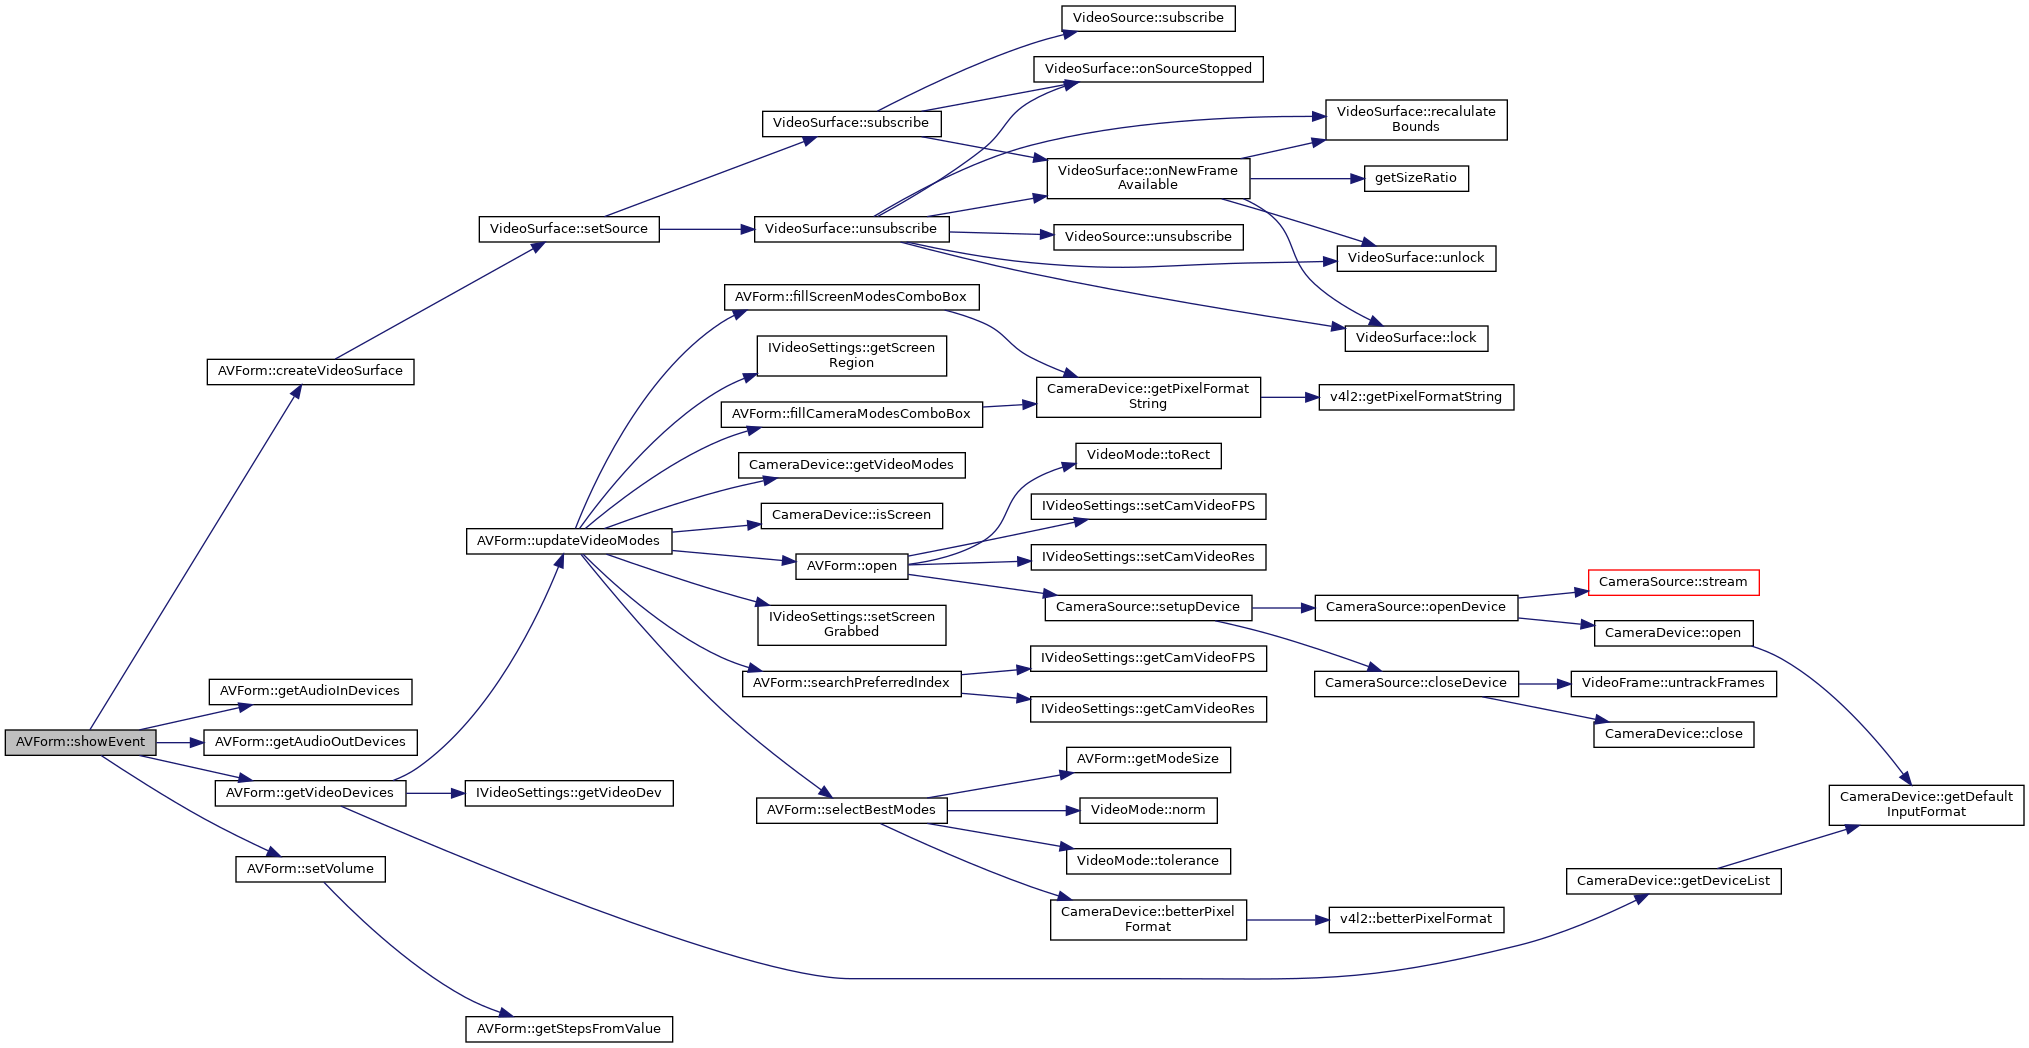 VideoSource::subscribe
VideoSurface::onSourceStopped
VideoSurface::recalulate
Bounds
VideoSurface::subscribe
VideoSurface::onNewFrame
Available
getSizeRatio
VideoSurface::setSource
VideoSurface::unsubscribe
VideoSource::unsubscribe
VideoSurface::unlock
AVForm::fillScreenModesComboBox
VideoSurface::lock
IVideoSettings::getScreen
Region
AVForm::createVideoSurface
CameraDevice::getPixelFormat
String
v4l2::getPixelFormatString
AVForm::fillCameraModesComboBox
VideoMode::toRect
CameraDevice::getVideoModes
IVideoSettings::setCamVideoFPS
CameraDevice::isScreen
AVForm::updateVideoModes
IVideoSettings::setCamVideoRes
AVForm::open
CameraSource::stream
CameraSource::setupDevice
CameraSource::openDevice
IVideoSettings::setScreen
Grabbed
CameraDevice::open
IVideoSettings::getCamVideoFPS
AVForm::searchPreferredIndex
CameraSource::closeDevice
VideoFrame::untrackFrames
AVForm::getAudioInDevices
IVideoSettings::getCamVideoRes
CameraDevice::close
AVForm::showEvent
AVForm::getAudioOutDevices
AVForm::getModeSize
AVForm::getVideoDevices
IVideoSettings::getVideoDev
AVForm::selectBestModes
VideoMode::norm
CameraDevice::getDefault
InputFormat
VideoMode::tolerance
AVForm::setVolume
CameraDevice::getDeviceList
CameraDevice::betterPixel
Format
v4l2::betterPixelFormat
AVForm::getStepsFromValue